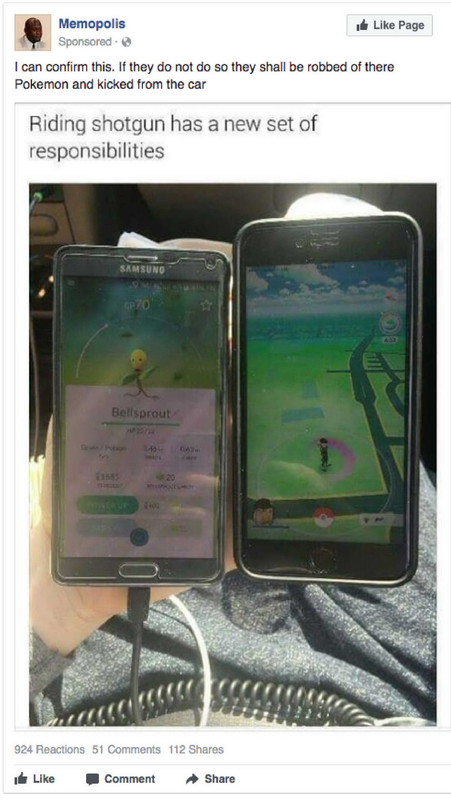 Memopolis
Like Page
Sponsored ·
I can confirm this. If they do not do so they shall be robbed of there
Pokemon and kicked from the car
Riding shotgun has a new set of
responsibilities
SAMSUNG
CP70
Bellsprout
924 Reactions 51 Comments 112 Shares
Like Comment Share